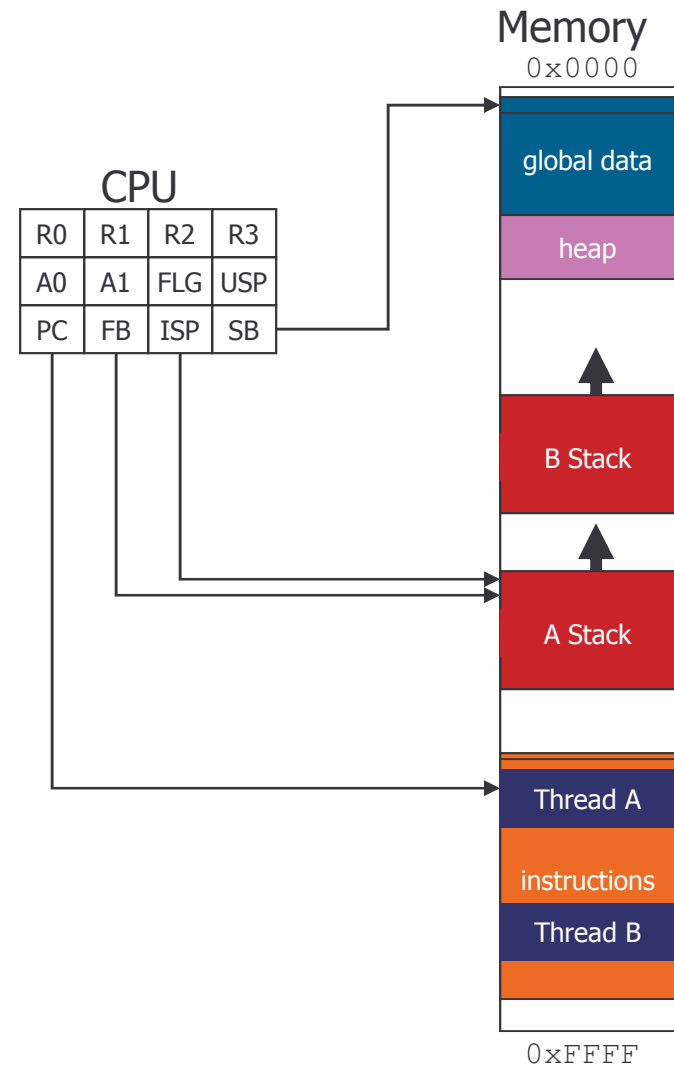 Memory
0x0000
global data
CPU
R0 R1 R2 R3
heap
A0 A1 FLG USP
PC FB ISP SB
B Stack
A Stack
Thread A
instructions
Thread B
0xFFFF